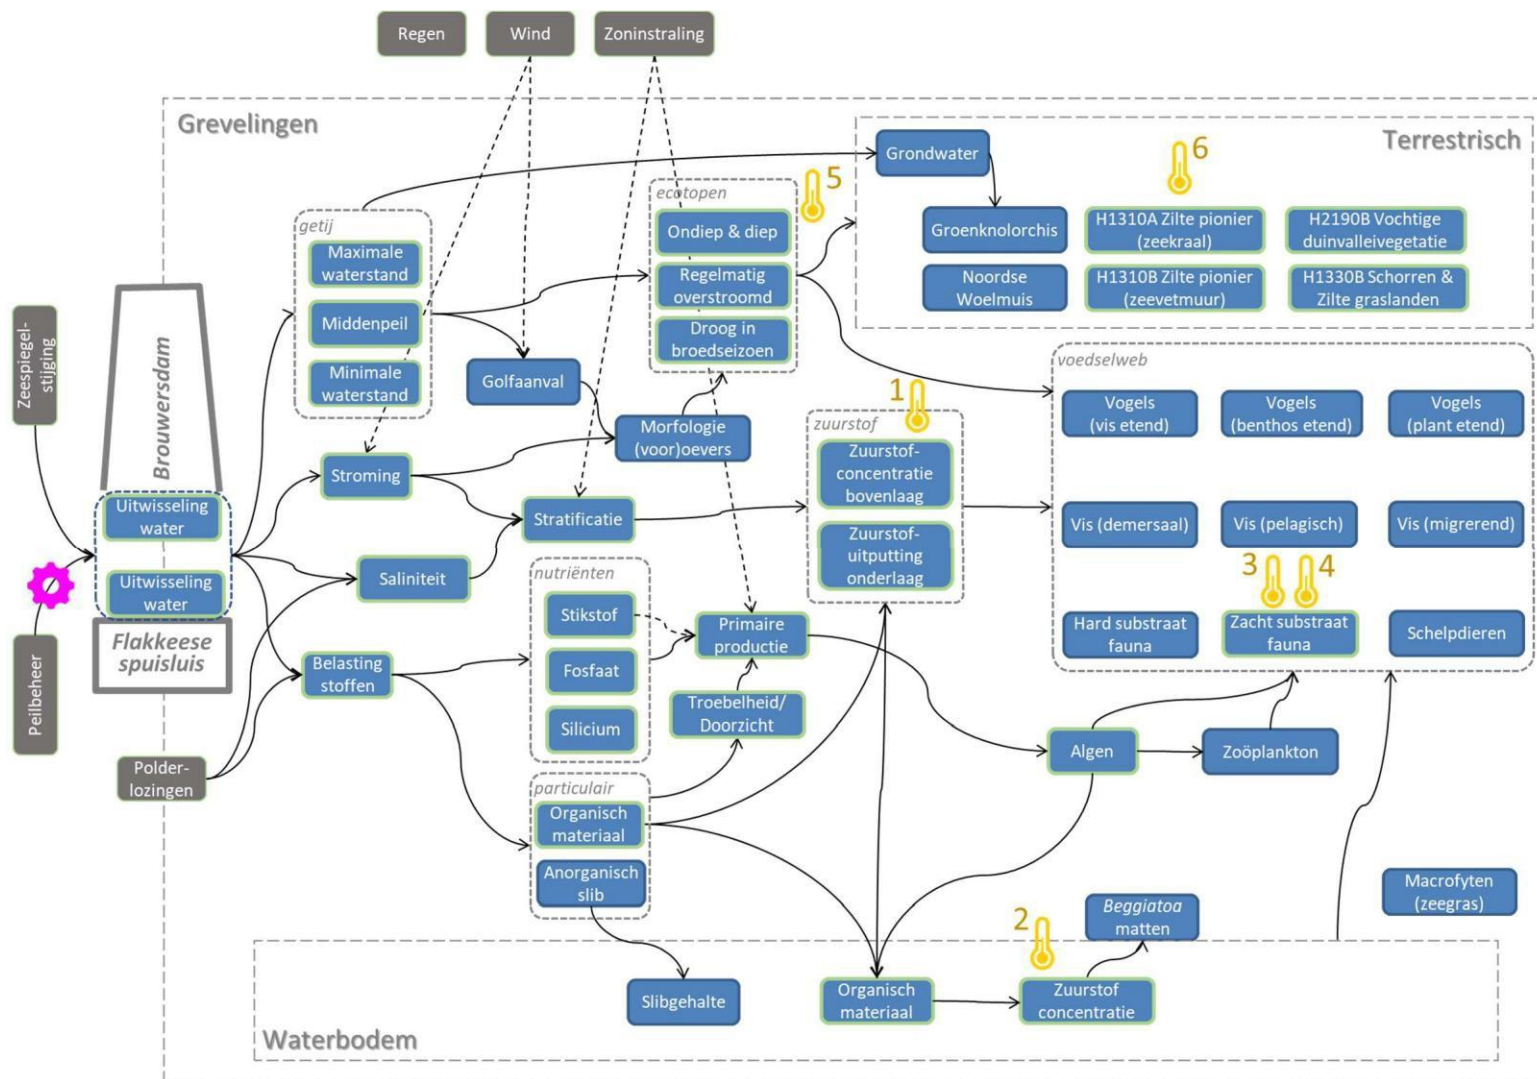 Regen
Wind
Zoninstraling
Grevelingen
Terrestrisch
Grondwater
6
5
ecotopen
Ondiep & diep
Regelmatig
overstroomd
Droog in
broedseizoen
Groenknolorchis
H1310A Zilte pionier
(zeekraal)
H2190B Vochtige
duinvalleivegetatie
Noordse
Woelmuis
H1310B Zilte pionier
(zeevetmuur)
H1330B Schorren &
Zilte graslanden
getij
Maximale
waterstand
Middenpeil
Minimale
waterstand
Golfaanval
Zeespiegel-
stijging
Brouwersdam
Morfologie
(voor)oevers
Stroming
Stratificatie
Saliniteit
1
zuurstof
Zuurstof-
concentratie
bovenlaag
Zuurstof-
uitputting
onderlaag
voedselweb
Vogels
(vis etend)
Vogels
(benthos etend)
Vogels
(plant etend)
Vis (demersaal)
Vis (pelagisch)
Vis (migrerend)
3
4
Hard substraat
fauna
Zacht substraat
fauna
Schelpdieren
Uitwisseling
water
Uitwisseling
water
Flakkeese
spuisluis
Peilbeheer
Polder-
lozingen
Belasting
stoffen
nutriënten
Stikstof
Fosfaat
Silicium
Primaire
productie
Troebelheid/
Doorzicht
particulair
Organisch
materiaal
Anorganisch
slib
Algen
Zoöplankton
Macrofyten
(zeegras)
2
Beggiatoa
matten
Slibgehalte
Organisch
materiaal
Zuurstof
concentratie
Waterbodem